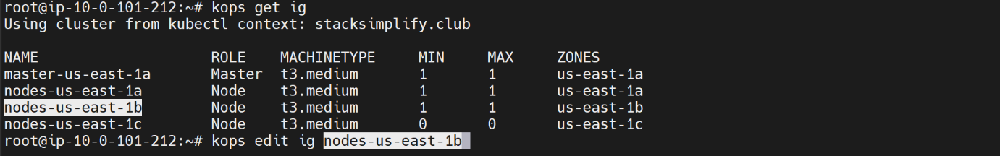 root@ip-10-0-101-212:~# kops get ig
Using cluster from kubectl context: stacksimplify.club
NAME ROLE MACHINETYPE MIN MAX ZONES
master-us-east-1a Master t3.medium 1 1 us-east-1a
nodes-us-east-1a Node t3.medium 1 1 us-east-1a
nodes-us-east-1b Node t3.medium 1 1 us-east-1b
nodes-us-east-1c Node t3.medium 0 0 us-east-1c
root@ip-10-0-101-212:~# kops edit ig nodes-us-east-1b